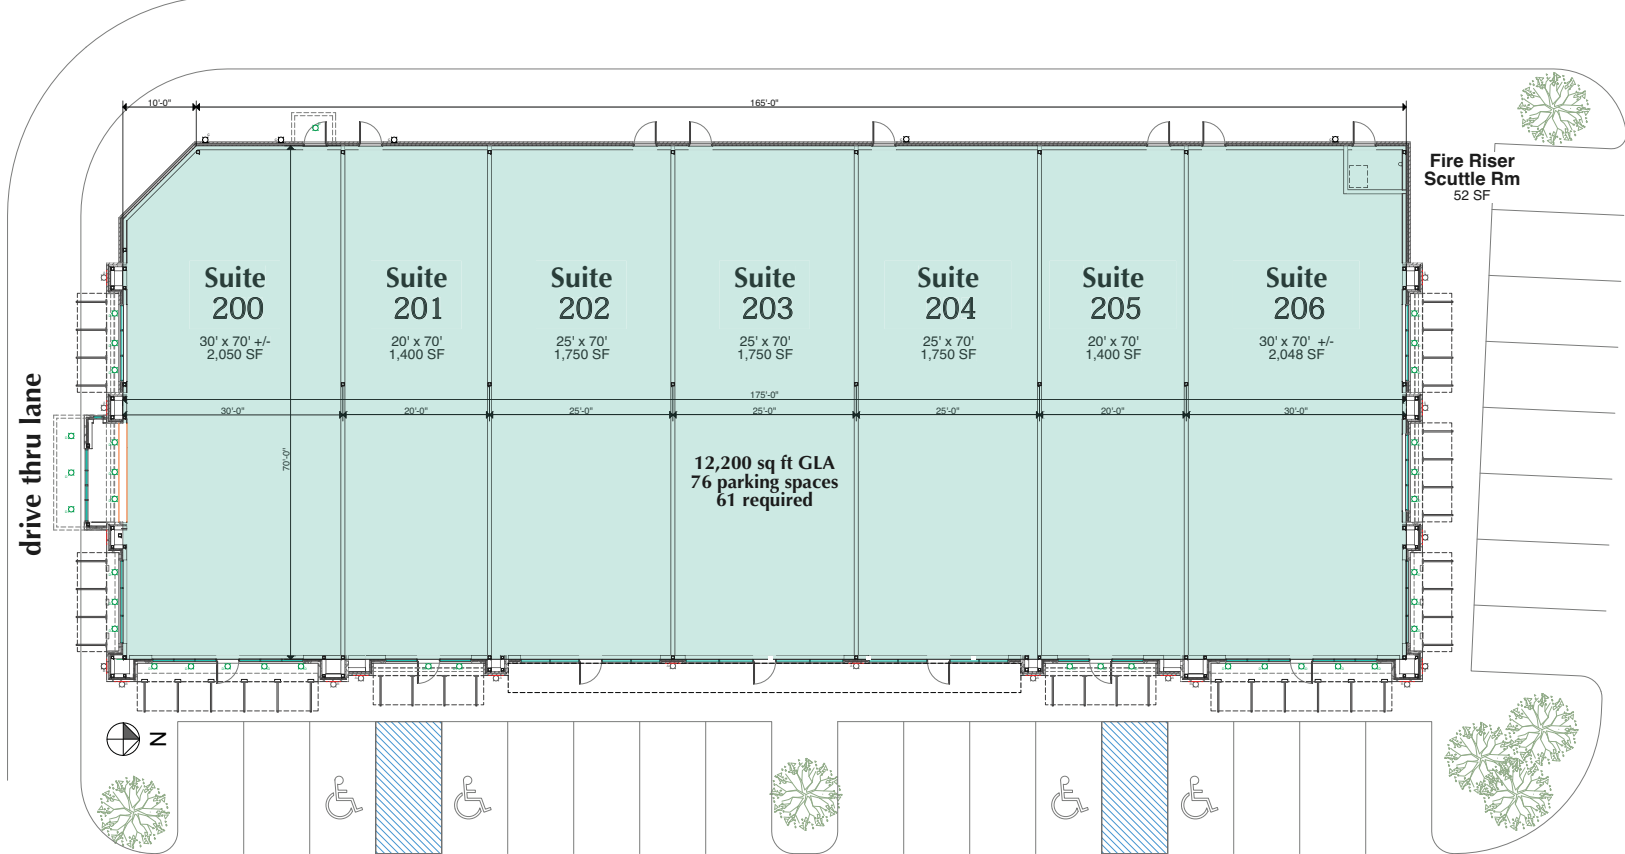 10'-0"
165'-0"
Fire Riser
Scuttle Rm
52 SF
Suite
200
30' x 70' +/-
2,050 SF
Suite
201
20' x 70'
1,400 SF
Suite
202
25' x 70'
1,750 SF
Suite
203
25' x 70'
1,750 SF
Suite
204
25' x 70'
1,750 SF
Suite
205
20' x 70'
1,400 SF
Suite
206
30' x 70' +/-
2,048 SF
drive thru lane
175'-0"
30'-0"
20'-0"
25'-0"
25'-0"
25'-0"
20'-0"
30'-0"
70'-0"
12,200 sq ft GLA
76 parking spaces
61 required
N